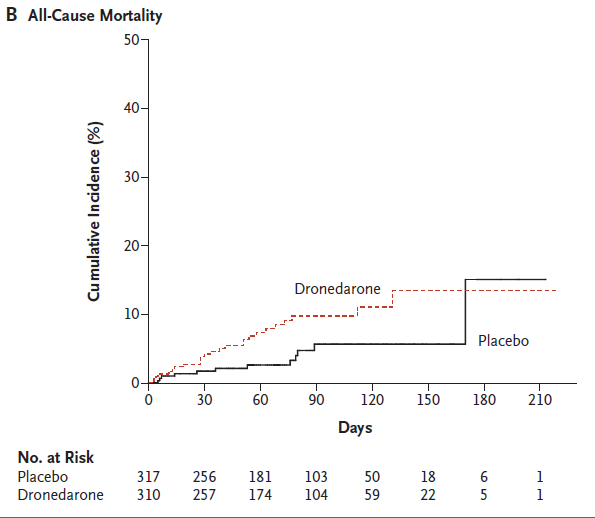 B All-Cause Mortality
50
40
30
20
10
0
Cumulative Incidence (%)
Dronedarone
Placebo
0 30 60 90 120 150 180 210
Days
No. at Risk
Placebo 317 256 181 103 50 18 6 1
Dronedarone 310 257 174 104 59 22 5 1